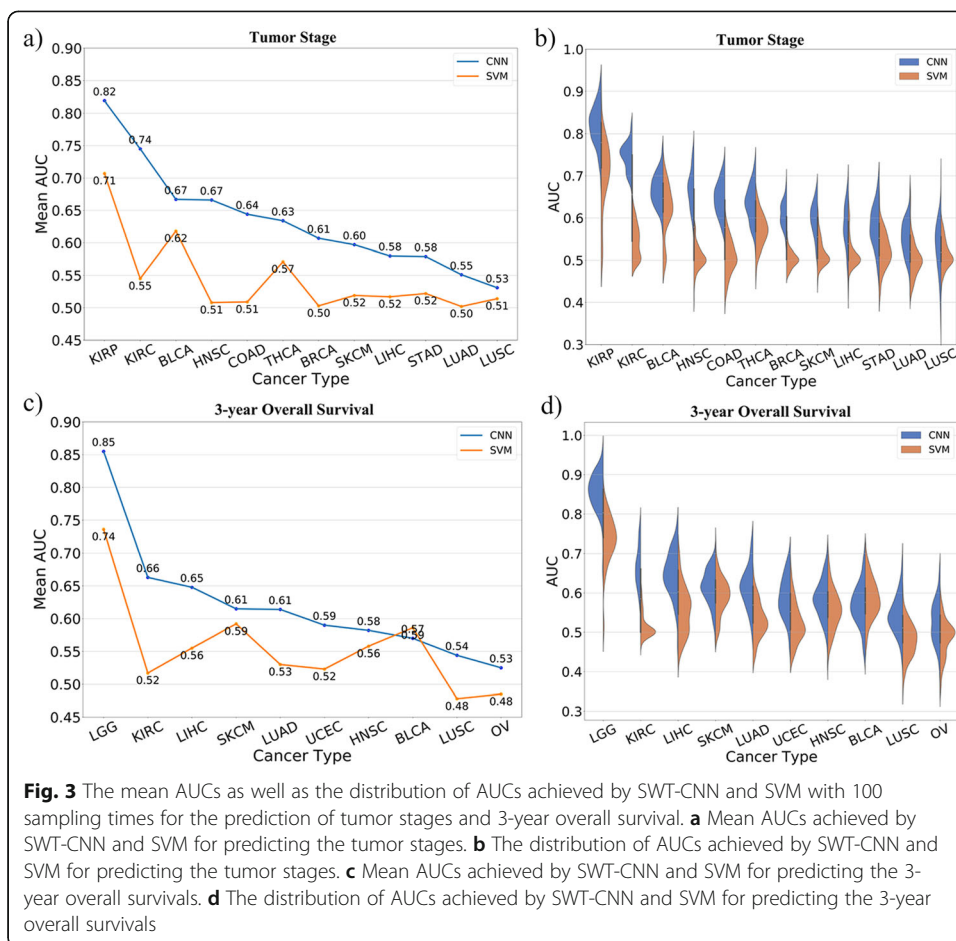 a)
Tumor Stage
0.90
0.85
0.80
0.75
0.70
0.65
0.60
0.55
0.50
0.45
Mean AUC
CNN
SVM
0.82
0.74
0.67
0.67
0.64
0.63
0.61
0.60
0.58
0.58
0.55
0.53
0.71
0.55
0.62
0.51
0.51
0.57
0.50
0.52
0.52
0.52
0.50
0.51
KIRP
KIRC
BLCA
HNSC
COAD
THCA
BRCA
SKCM
LIHC
STAD
LUAD
LUSC
Cancer Type
b)
Tumor Stage
1.0
0.9
0.8
0.7
0.6
0.5
0.4
0.3
AUC
CNN
SVM
KIRP
KIRC
BLCA
HNSC
COAD
THCA
BRCA
SKCM
LIHC
STAD
LUAD
LUSC
Cancer Type
c)
3-year Overall Survival
0.90
0.85
0.80
0.75
0.70
0.65
0.60
0.55
0.50
0.45
Mean AUC
CNN
SVM
0.85
0.66
0.65
0.61
0.61
0.59
0.58
0.57
0.54
0.53
0.74
0.52
0.56
0.59
0.53
0.52
0.56
0.59
0.48
0.48
LGG
KIRC
LIHC
SKCM
LUAD
UCEC
HNSC
BLCA
LUSC
OV
Cancer Type
d)
3-year Overall Survival
1.0
0.9
0.8
0.7
0.6
0.5
0.4
0.3
AUC
CNN
SVM
LGG
KIRC
LIHC
SKCM
LUAD
UCEC
HNSC
BLCA
LUSC
OV
Cancer Type
Fig. 3 The mean AUCs as well as the distribution of AUCs achieved by SWT-CNN and SVM with 100
sampling times for the prediction of tumor stages and 3-year overall survival. a Mean AUCs achieved by
SWT-CNN and SVM for predicting the tumor stages. b The distribution of AUCs achieved by SWT-CNN and
SVM for predicting the tumor stages. c Mean AUCs achieved by SWT-CNN and SVM for predicting the 3-
year overall survivals. d The distribution of AUCs achieved by SWT-CNN and SVM for predicting the 3-year
overall survivals